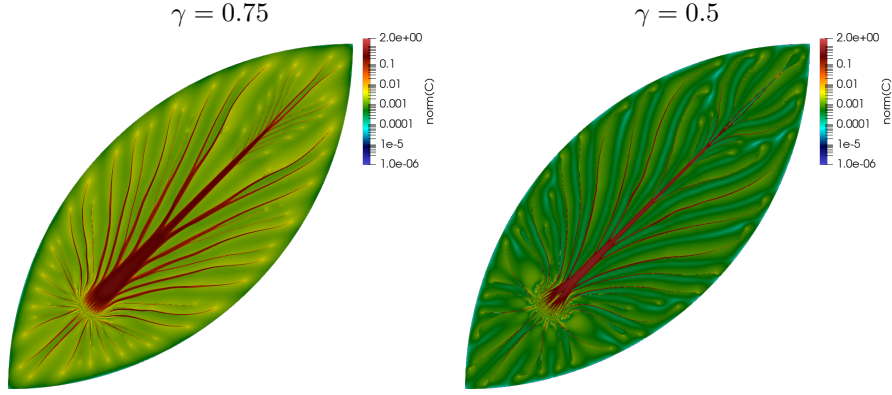 γ = 0.75
2.0e+00
0.1
0.01
0.001
0.0001
1e-5
1.0e-06
norm(C)
γ = 0.5
2.0e+00
0.1
0.01
0.001
0.0001
1e-5
1.0e-06
norm(C)